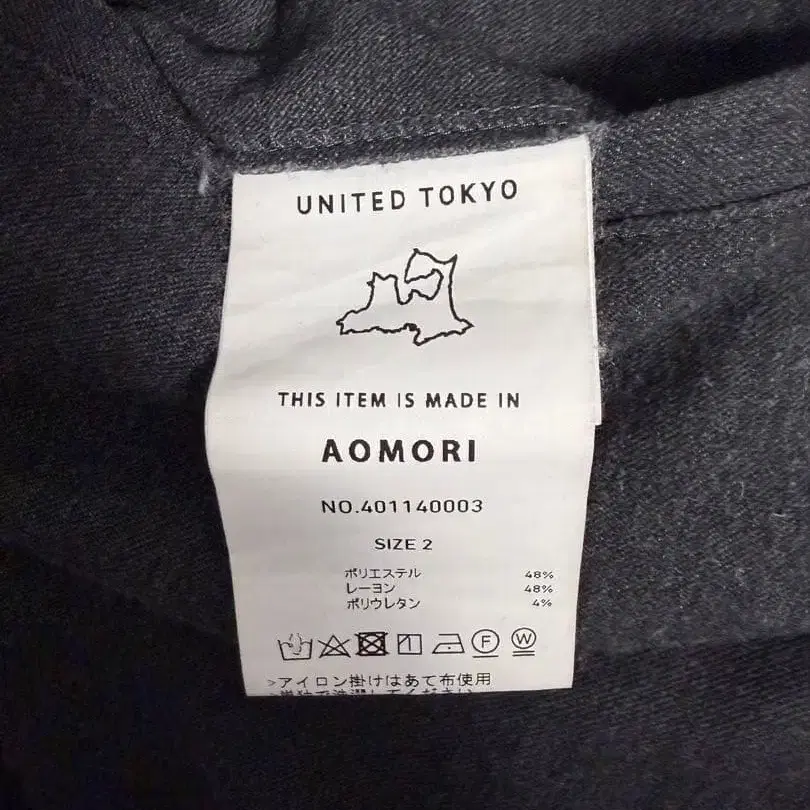 UNITED TOKYO
THIS ITEM IS MADE IN
AOMORI
NO.401140003
SIZE 2
ポリエステル 48%
レーヨン 48%
ポリウレタン 4%
F W
>アイロン掛けはあて布使用